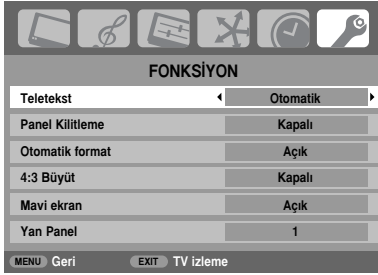 FONKSİYON
Teletekst Otomatik
Panel Kilitleme Kapalı
Otomatik format Açık
4:3 Büyüt Kapalı
Mavi ekran Açık
Yan Panel 1
MENU Geri EXIT TV izleme